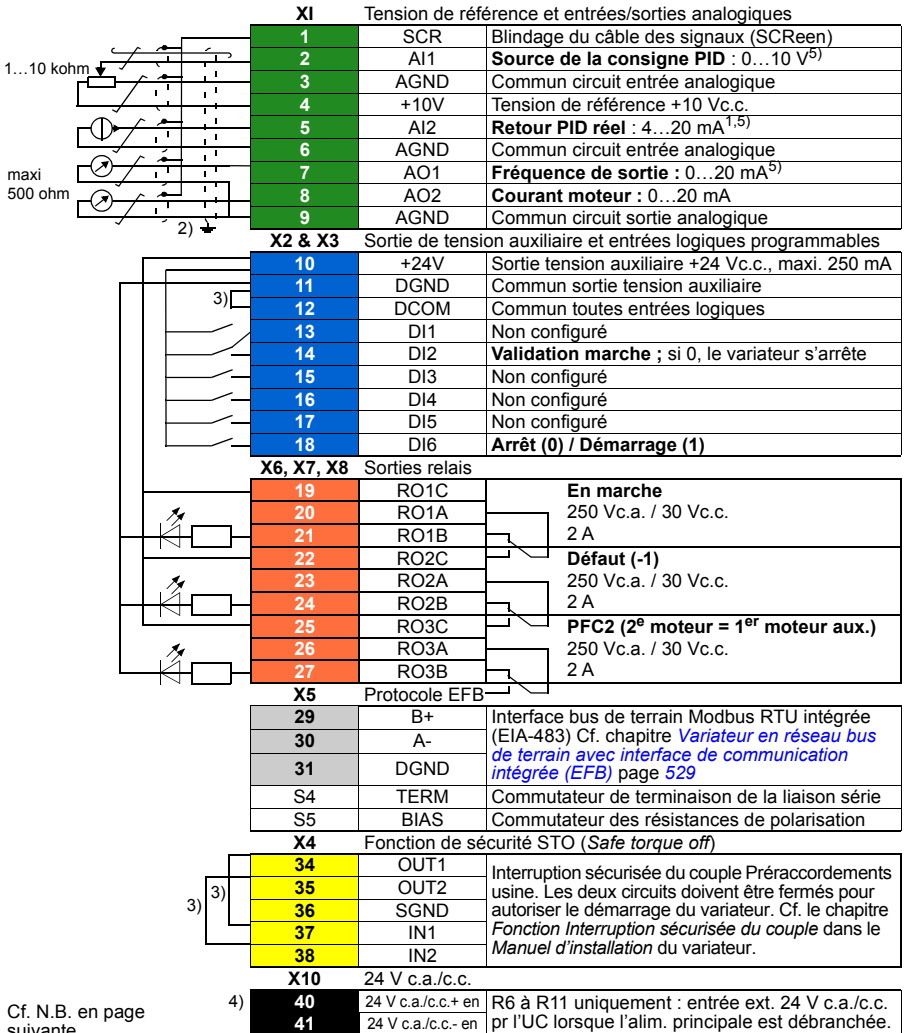 XI Tension de référence et entrées/sorties analogiques
1 SCR Blindage du câble des signaux (SCReen)
1…10 kohm
2 AI1 Source de la consigne PID : 0…10 V5)
3 AGND Commun circuit entrée analogique
4 +10V Tension de référence +10 Vc.c.
5 AI2 Retour PID réel : 4…20 mA1,5)
6 AGND Commun circuit entrée analogique
maxi
500 ohm
7 AO1 Fréquence de sortie : 0…20 mA5)
8 AO2 Courant moteur : 0…20 mA
9 AGND Commun circuit sortie analogique
2)
X2 & X3 Sortie de tension auxiliaire et entrées logiques programmables
10 +24V Sortie tension auxiliaire +24 Vc.c., maxi. 250 mA
11 DGND Commun sortie tension auxiliaire
3)
12 DCOM Commun toutes entrées logiques
13 DI1 Non configuré
14 DI2 Validation marche ; si 0, le variateur s’arrête
15 DI3 Non configuré
16 DI4 Non configuré
17 DI5 Non configuré
18 DI6 Arrêt (0) / Démarrage (1)
X6, X7, X8 Sorties relais
19 RO1C En marche
20 RO1A 250 Vc.a. / 30 Vc.c.
21 RO1B 2 A
22 RO2C Défaut (-1)
23 RO2A 250 Vc.a. / 30 Vc.c.
24 RO2B 2 A
25 RO3C PFC2 (2e moteur = 1er moteur aux.)
26 RO3A 250 Vc.a. / 30 Vc.c.
27 RO3B 2 A
X5 Protocole EFB
29 B+ Interface bus de terrain Modbus RTU intégrée
30 A- (EIA-483) Cf. chapitre Variateur en réseau bus
de terrain avec interface de communication
31 DGND intégrée (EFB) page 529
S4 TERM Commutateur de terminaison de la liaison série
S5 BIAS Commutateur des résistances de polarisation
X4 Fonction de sécurité STO (Safe torque off)
34 OUT1 Interruption sécurisée du couple Préraccordements
3) 3)
35 OUT2 usine. Les deux circuits doivent être fermés pour
36 SGND autoriser le démarrage du variateur. Cf. le chapitre
37 IN1 Fonction Interruption sécurisée du couple dans le
38 IN2 Manuel d’installation du variateur.
X10 24 V c.a./c.c.
4) 40 24 V c.a./c.c.+ en R6 à R11 uniquement : entrée ext. 24 V c.a./c.c.
41 24 V c.a./c.c.- en pr l’UC lorsque l’alim. principale est débranchée.
Cf. N.B. en page
suivante